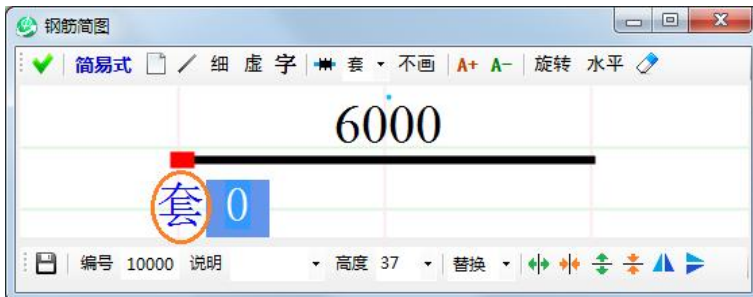 钢筋简图
简易式 细 虚 字 套 不画 A+ A- 旋转 水平
6000
套 0
编号 10000 说明 高度 37 替换